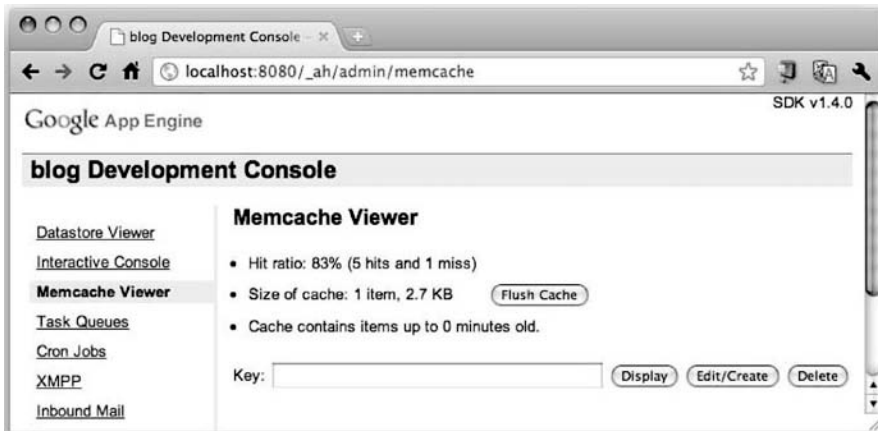 blog Development Console -
localhost:8080/_ah/admin/memcache
SDK v1.4.0
Google App Engine
blog Development Console
Datastore Viewer
Interactive Console
Memcache Viewer
Task Queues
Cron Jobs
XMPP
Inbound Mail
Memcache Viewer
• Hit ratio: 83% (5 hits and 1 miss)
• Size of cache: 1 item, 2.7 KB Flush Cache
• Cache contains items up to 0 minutes old.
Key: Display Edit/Create Delete